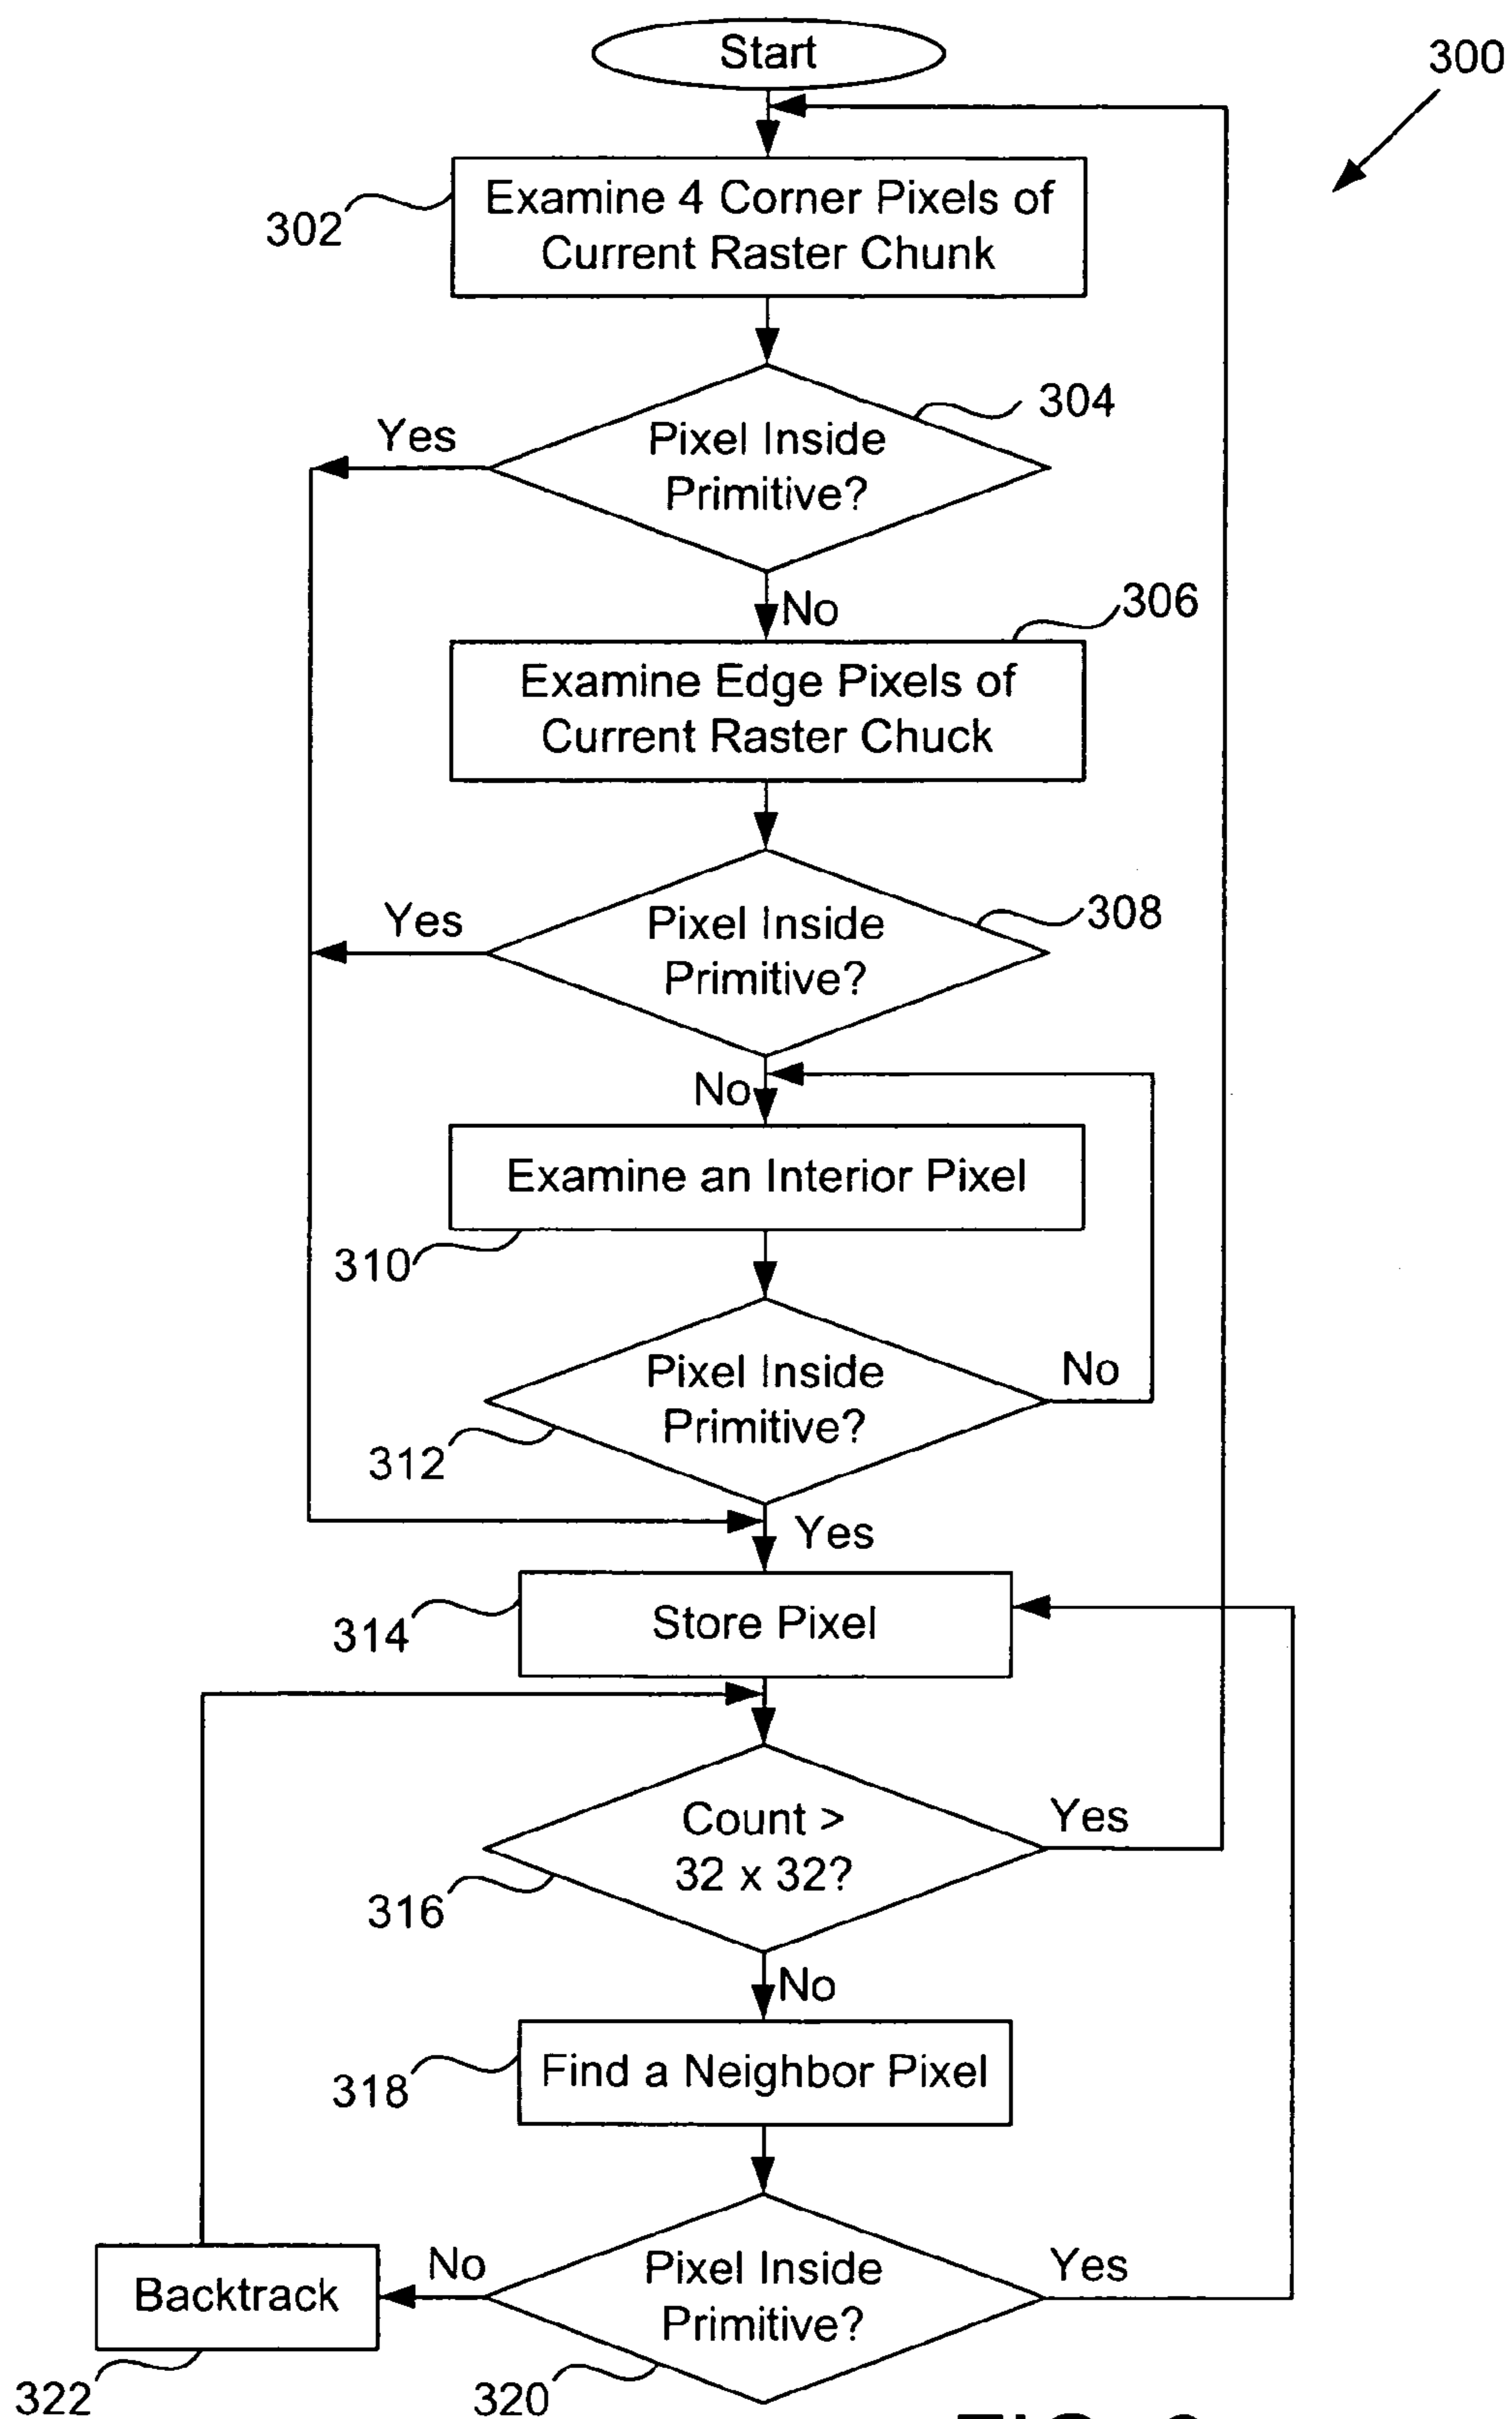 Start
300
Examine 4 Corner Pixels of
Current Raster Chunk
302
304
Yes
Pixel Inside
Primitive?
No
306
Examine Edge Pixels of
Current Raster Chuck
308
Yes
Pixel Inside
Primitive?
No
Examine an Interior Pixel
310
Pixel Inside
Primitive?
No
312
Yes
Store Pixel
314
Count >
32 x 32?
Yes
316
No
Find a Neighbor Pixel
318
Pixel Inside
Primitive?
Yes
No
Backtrack
322
320